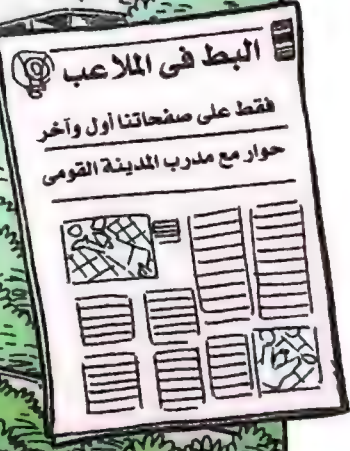 البط فى الملاعب
فقط على صفحاتنا أول وآخر
حوار مع مدرب المدينة القومى